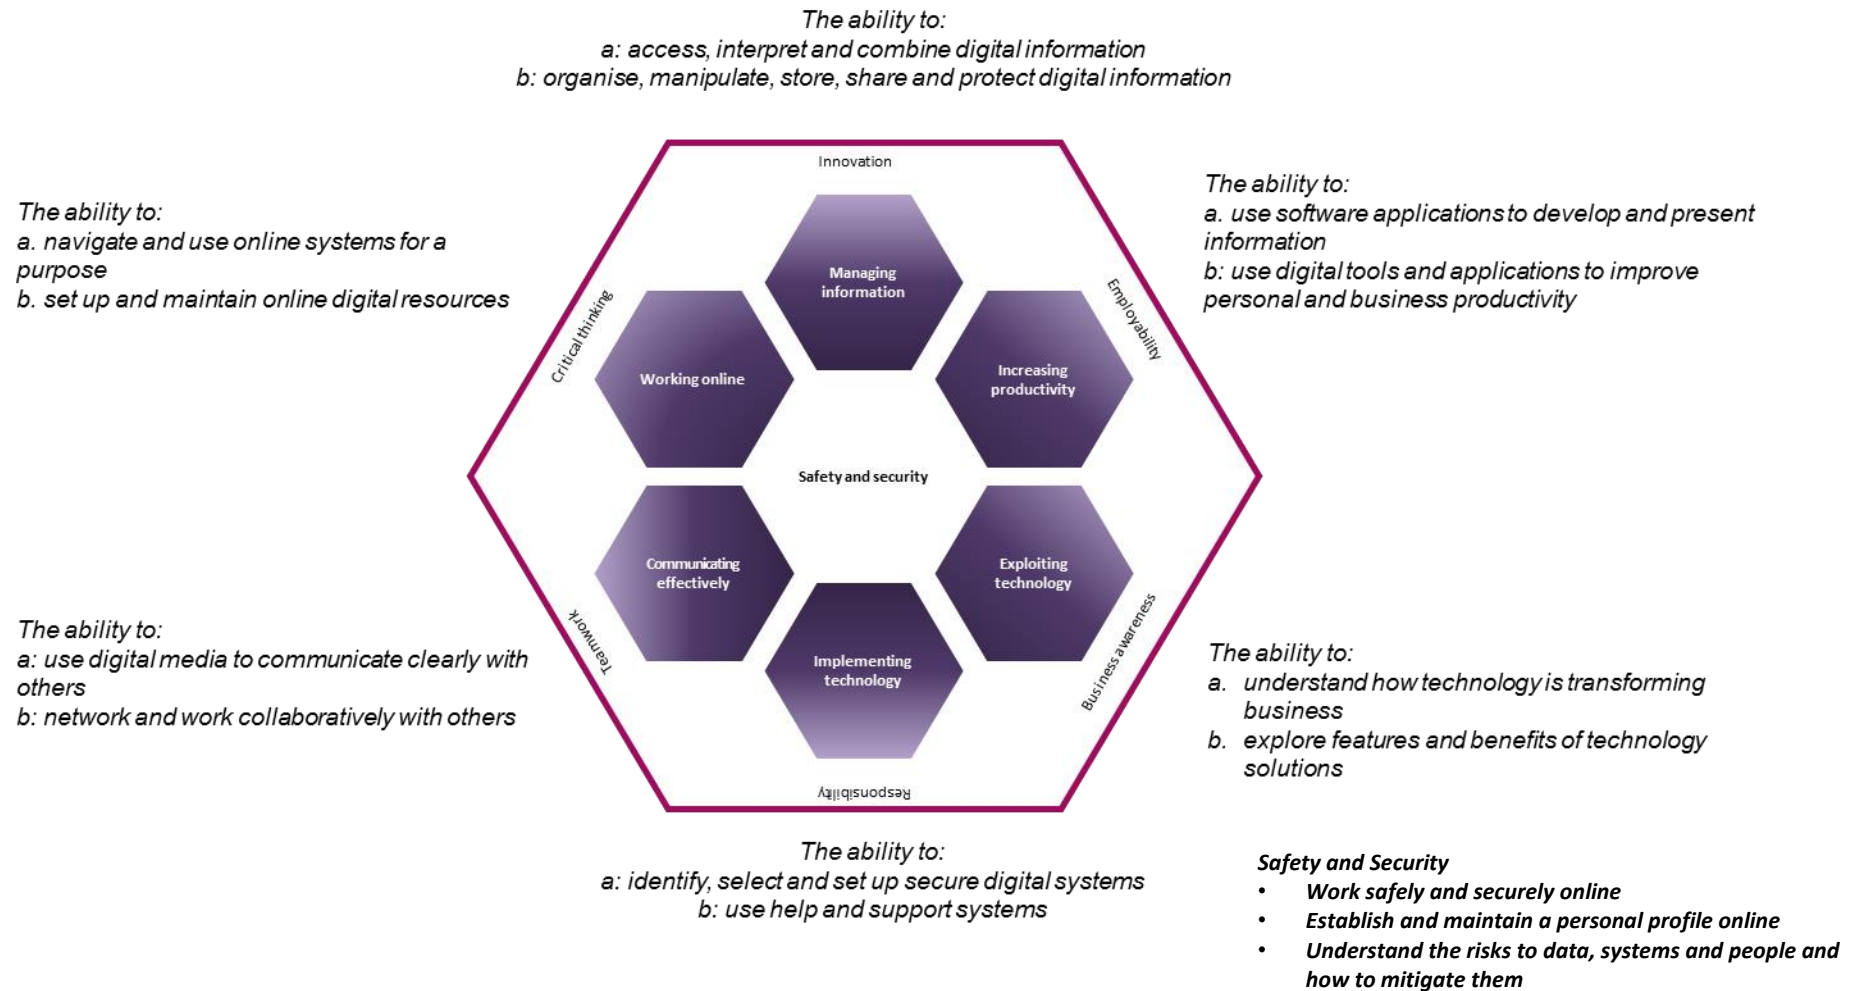 The ability to:
a: access, interpret and combine digital information
b: organise, manipulate, store, share and protect digital information
Innovation
The ability to:
a. navigate and use online systems for a
purpose
b. set up and maintain online digital resources
The ability to:
a. use software applications to develop and present
information
b: use digital tools and applications to improve
personal and business productivity
Critical thinking
Employability
Managing
information
Working online
Increasing
productivity
Safety and security
Communicating
effectively
Exploiting
technology
Implementing
technology
Teamwork
Business awareness
Responsibility
The ability to:
a: use digital media to communicate clearly with
others
b: network and work collaboratively with others
The ability to:
a. understand how technology is transforming
business
b. explore features and benefits of technology
solutions
The ability to:
a: identify, select and set up secure digital systems
b: use help and support systems
Safety and Security
• Work safely and securely online
• Establish and maintain a personal profile online
• Understand the risks to data, systems and people and
how to mitigate them